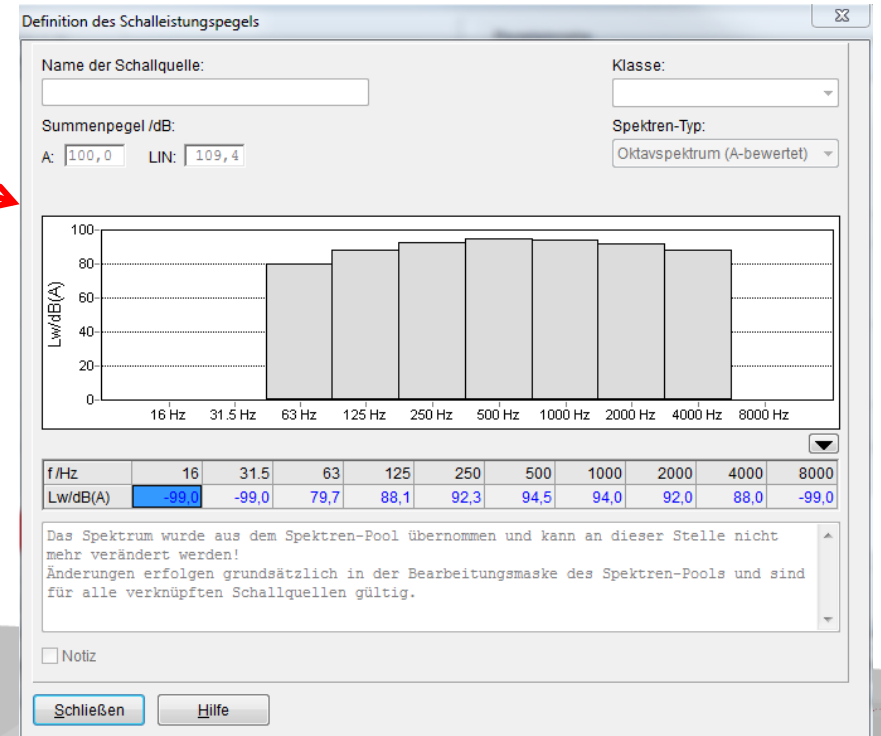 Definition des Schalleistungspegels
Name der Schallquelle:
Klasse:
Summenpegel /dB:
Spektren-Typ:
A: 100,0 LIN: 109,4
Oktavspektrum (A-bewertet)
Lw/dB(A)
100
80
60
40
20
0
16 Hz 31.5 Hz 63 Hz 125 Hz 250 Hz 500 Hz 1000 Hz 2000 Hz 4000 Hz 8000 Hz
f/Hz 16 31.5 63 125 250 500 1000 2000 4000 8000
Lw/dB(A) -99,0 -99,0 79,7 88,1 92,3 94,5 94,0 92,0 88,0 -99,0
Das Spektrum wurde aus dem Spektren-Pool übernommen und kann an dieser Stelle nicht
mehr verändert werden!
Änderungen erfolgen grundsätzlich in der Bearbeitungsmaske des Spektren-Pools und sind
für alle verknüpften Schallquellen gültig.
Notiz
Schließen Hilfe